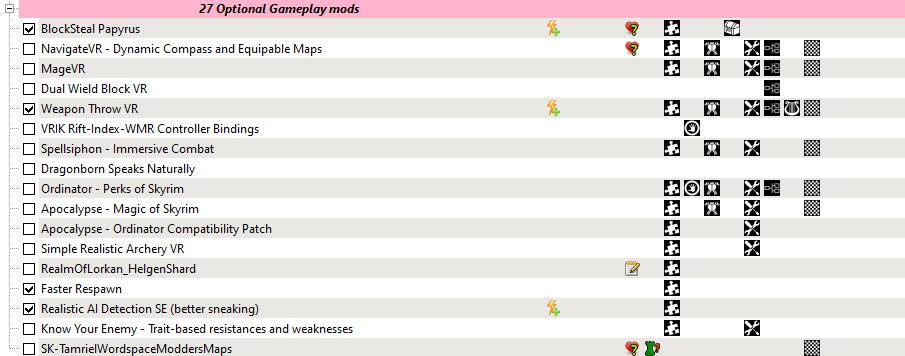 27 Optional Gameplay mods
BlockSteal Papyrus
NavigateVR - Dynamic Compass and Equipable Maps
MageVR
Dual Wield Block VR
Weapon Throw VR
VRIK Rift-Index-WMR Controller Bindings
Spellsiphon - Immersive Combat
Dragonborn Speaks Naturally
Ordinator - Perks of Skyrim
Apocalypse - Magic of Skyrim
Apocalypse - Ordinator Compatibility Patch
Simple Realistic Archery VR
RealmOfLorkan_HelgenShard
Faster Respawn
Realistic AI Detection SE (better sneaking)
Know Your Enemy - Trait-based resistances and weaknesses
SK-TamrielWordspaceModdersMaps